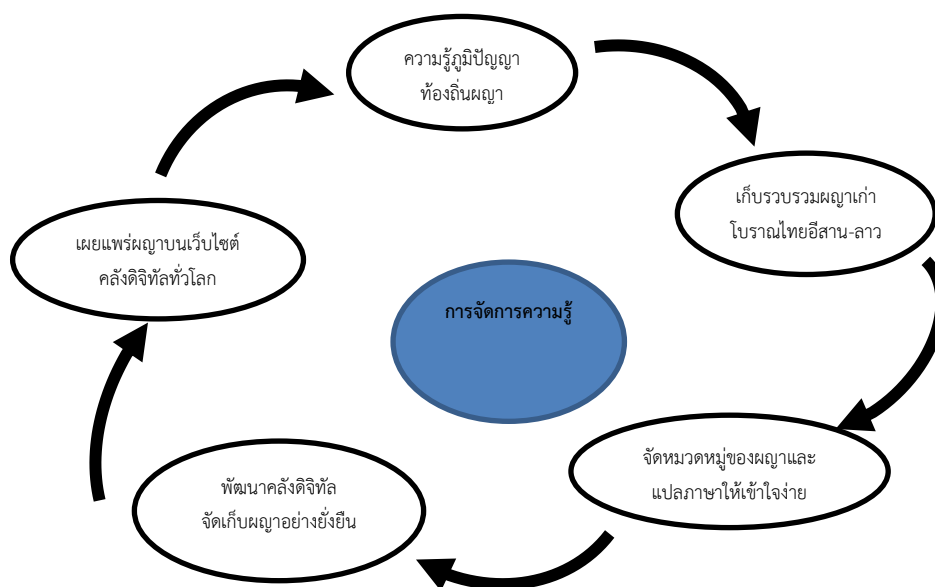 ความรู้ภูมิปัญญา
ท้องถิ่นผญา
เก็บรวบรวมผญาเก่า
โบราณไทยอีสาน-ลาว
จัดหมวดหมู่ของผญาและ
แปลภาษาให้เข้าใจง่าย
พัฒนาคลังดิจิทัล
จัดเก็บผญาอย่างยั่งยืน
เผยแพร่ผญาบนเว็บไซต์
คลังดิจิทัลทั่วโลก
การจัดการความรู้